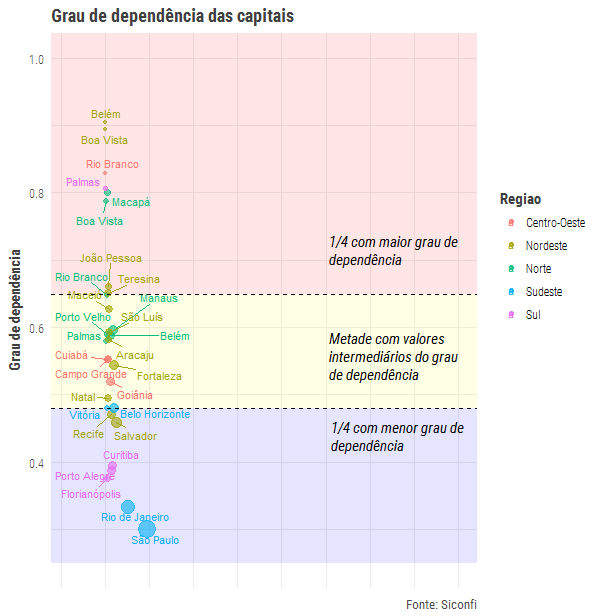 Grau de dependência das capitais
Grau de dependência
1.0
0.8
0.6
0.4
Belém
Boa Vista
Rio Branco
Palmas
Macapá
Boa Vista
1/4 com maior grau de
dependência
João Pessoa
Rio Branco
Teresina
Maceió
Manaus
Porto Velho
São Luís
Palmas
Belém
Metade com valores
intermediários do grau
de dependência
Cuiabá
Aracaju
Campo Grande
Fortaleza
Goiânia
Natal
Vitória
Belo Horizonte
Recife
Salvador
1/4 com menor grau de
dependência
Curitiba
Porto Alegre
Florianópolis
Rio de Janeiro
São Paulo
Regiao
a Centro-Oeste
a Nordeste
a Norte
a Sudeste
a Sul
Fonte: Siconfi